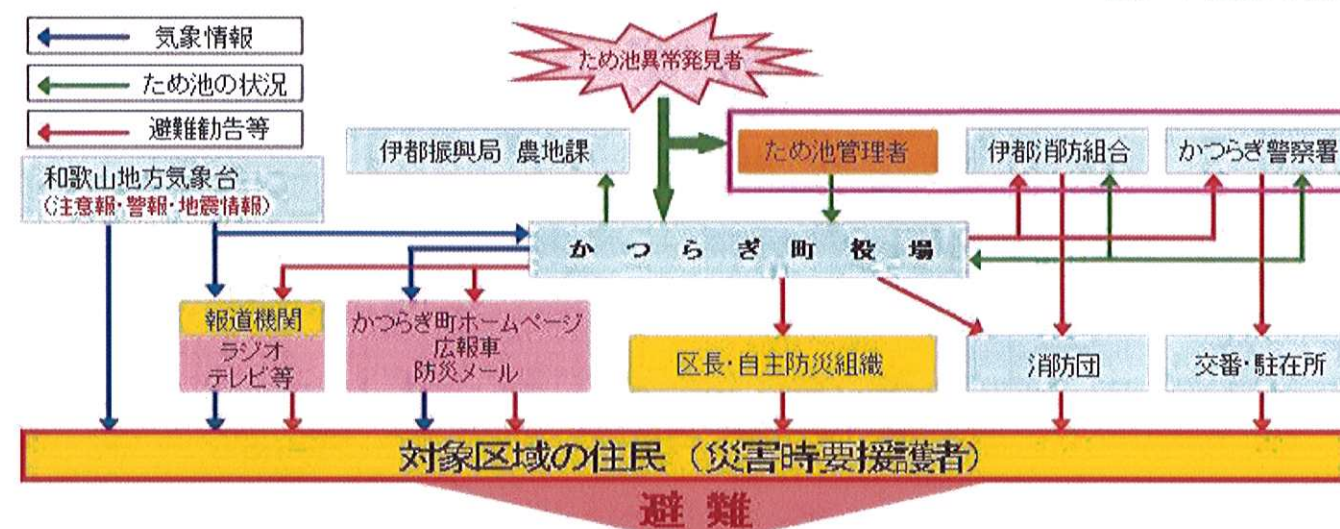 気象情報
ため池の状況
避難勧告等
ため池異常発見者
伊都振興局 農地課
ため池管理者
伊都消防組合
かつらぎ警察署
和歌山地方気象台
(注意報・警報・地震情報)
かつらぎ町役場
報道機関
ラジオ
テレビ等
かつらぎ町ホームページ
広報車
防災メール
区長・自主防災組織
消防団
交番・駐在所
対象区域の住民(災害時要援護者)
避難